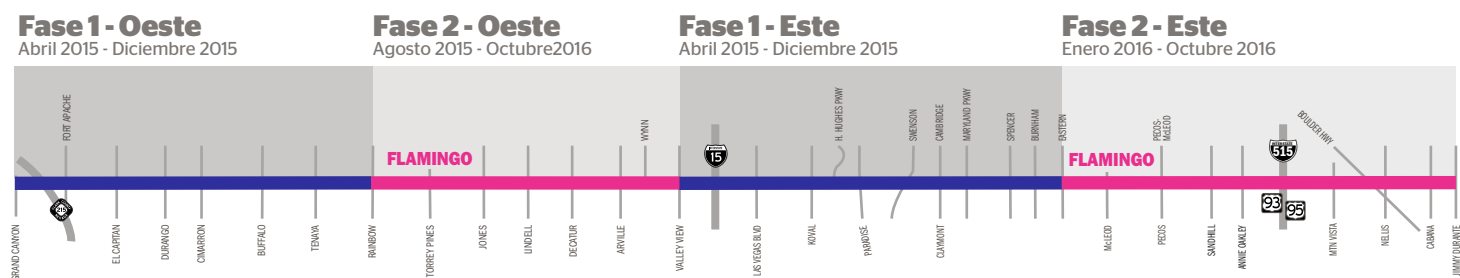 Fase 1 - Oeste
Abril 2015 - Diciembre 2015
Fase 2 - Oeste
Agosto 2015 - Octubre2016
Fase 1 - Este
Abril 2015 - Diciembre 2015
Fase 2 - Este
Enero 2016 - Octubre 2016
FORT APACHE
WYNN
H. HUGHES PKWY
SWENSON
CAMBRIDGE
MARYLAND PKWY
SPENCER
BURNHAM
EASTERN
PECOS-
McLEOD
BOULDER HWY
FLAMINGO
15
FLAMINGO
515
215
93
95
GRAND CANYON
EL CAPITAN
DURANGO
CIMARRON
BUFFALO
TENAYA
RAINBOW
TORREY PINES
JONES
LINDELL
DECATUR
ARVILLE
VALLEY VIEW
LAS VEGAS BLVD
KOVAL
PARADISE
CLAYMONT
McLEOD
PECOS
SANDHILL
ANNIE OAKLEY
MTN VISTA
NELLIS
CABANA
JIMMY DURANTE